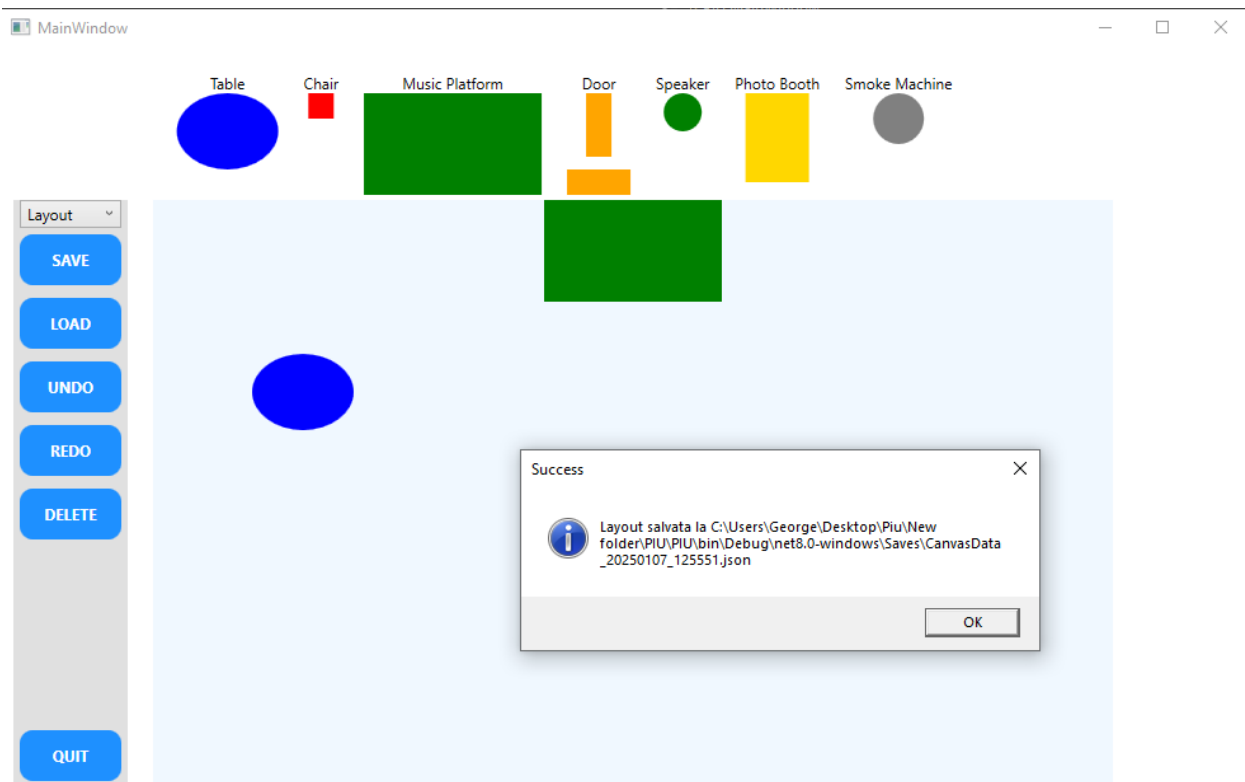 MainWindow
Table
Chair
Music Platform
Door
Speaker
Photo Booth
Smoke Machine
Layout
SAVE
LOAD
UNDO
REDO
DELETE
QUIT
Success
Layout salvata la C:\Users\George\Desktop\Piu\New
folder\PIU\PIU\bin\Debug\net8.0-windows\Saves\CanvasData
_20250107_125551.json
OK